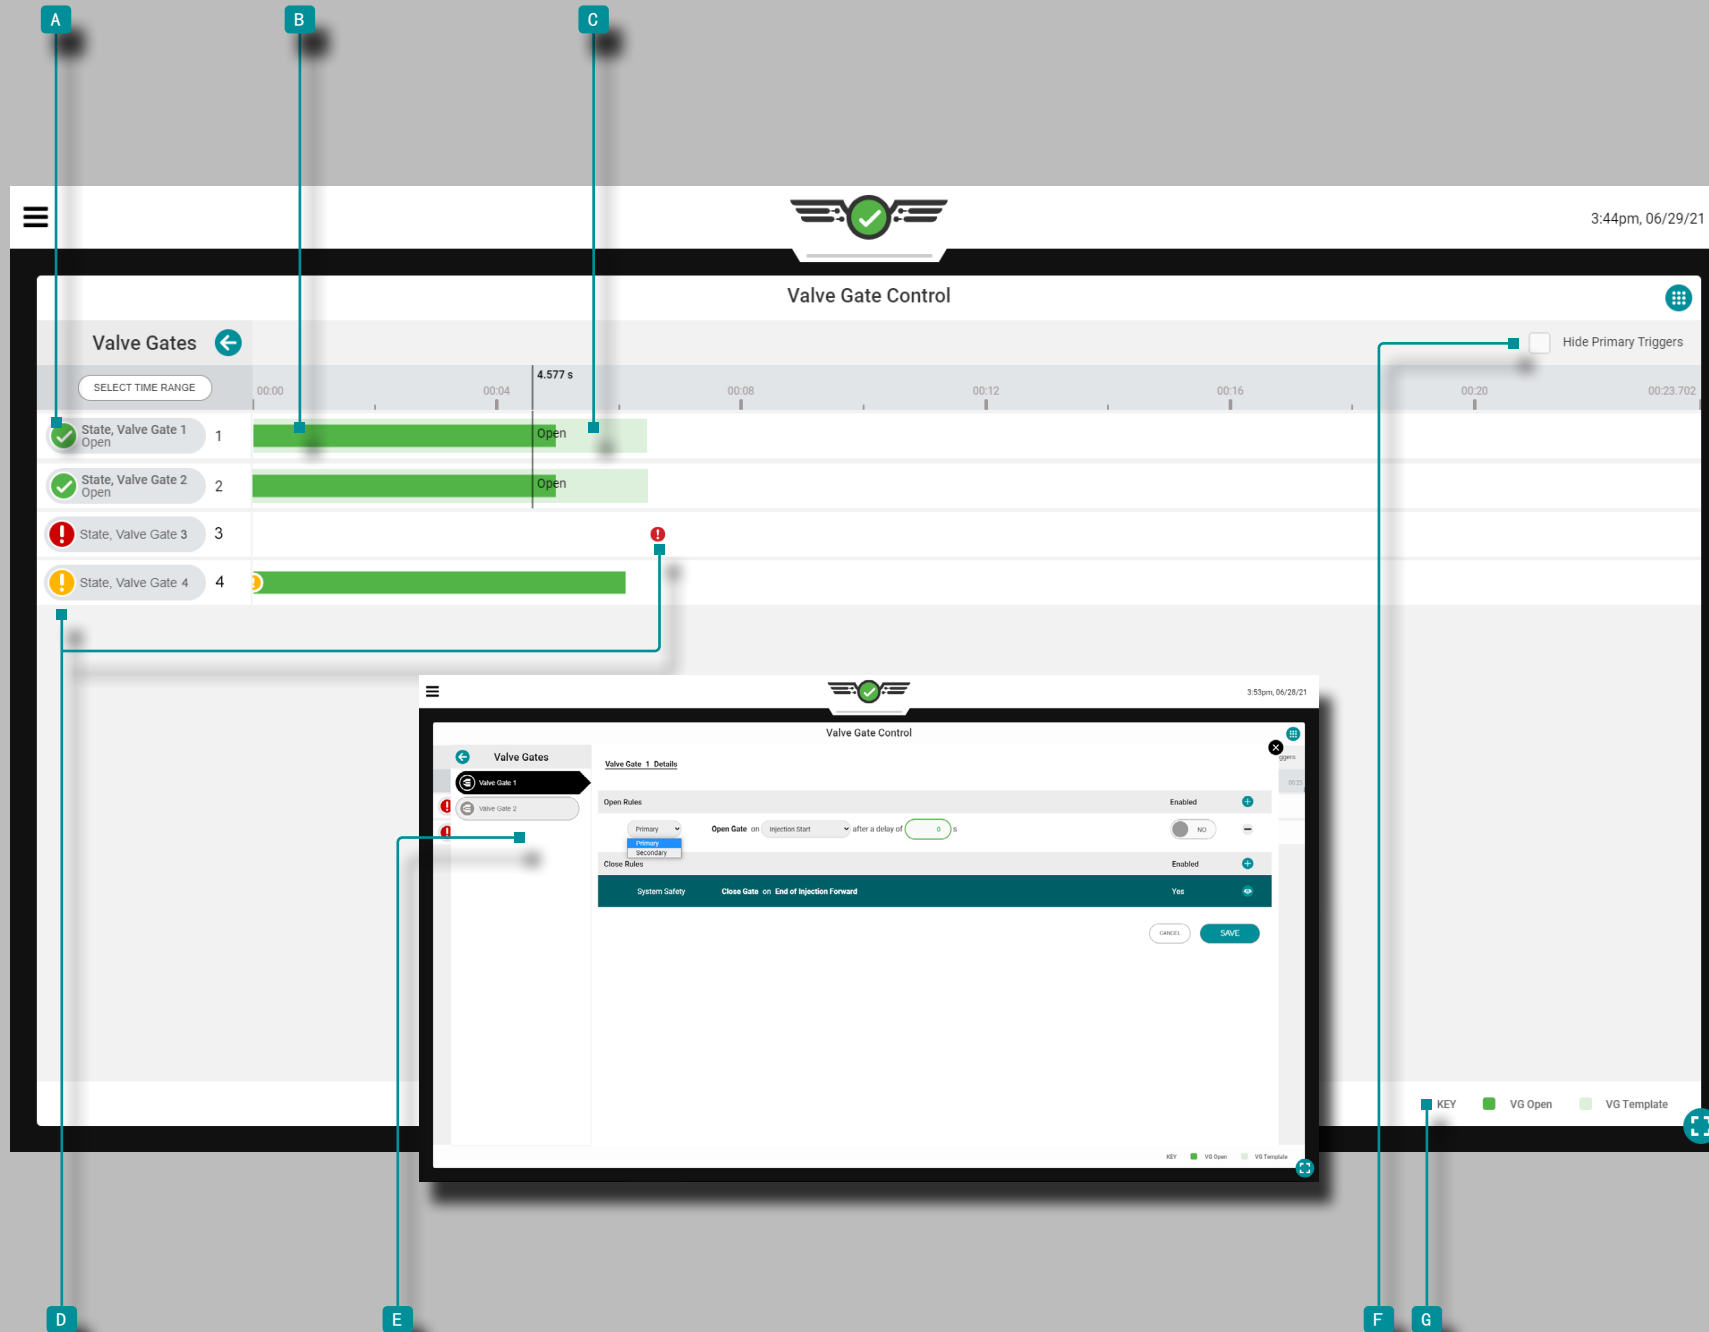 A
B
C
3:44pm, 06/29/21
Valve Gate Control
Valve Gates
Hide Primary Triggers
SELECT TIME RANGE
00:00
00:04
4.577 s
00:08
00:12
00:16
00:20
00:23.702
State, Valve Gate 1
Open
1
Open
State, Valve Gate 2
Open
2
Open
State, Valve Gate 3
3
State, Valve Gate 4
4
3:53pm, 06/28/21
Valve Gate Control
Valve Gates
Valve Gate 1 Details
ggers
Valve Gate 1
00:23
Open Rules
Enabled
Valve Gate 2
Primary
Open Gate on Injection Start after a delay of 0 s
NO
Primary
Secondary
Close Rules
Enabled
System Safety
Close Gate on End of Injection Forward
Yes
CANCEL
SAVE
KEY
VG Open
VG Template
KEY
VG Open
VG Template
D
E
F
G